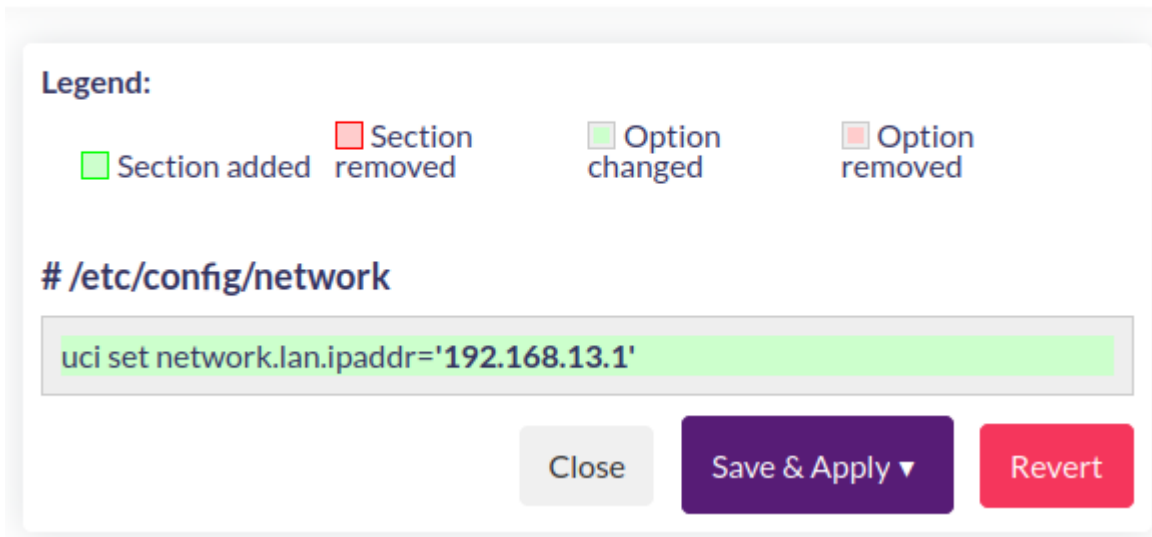 Legend:
Section added
Section
removed
Option
changed
Option
removed
# /etc/config/network
uci set network.lan.ipaddr='192.168.13.1'
Close
Save & Apply ▾
Revert